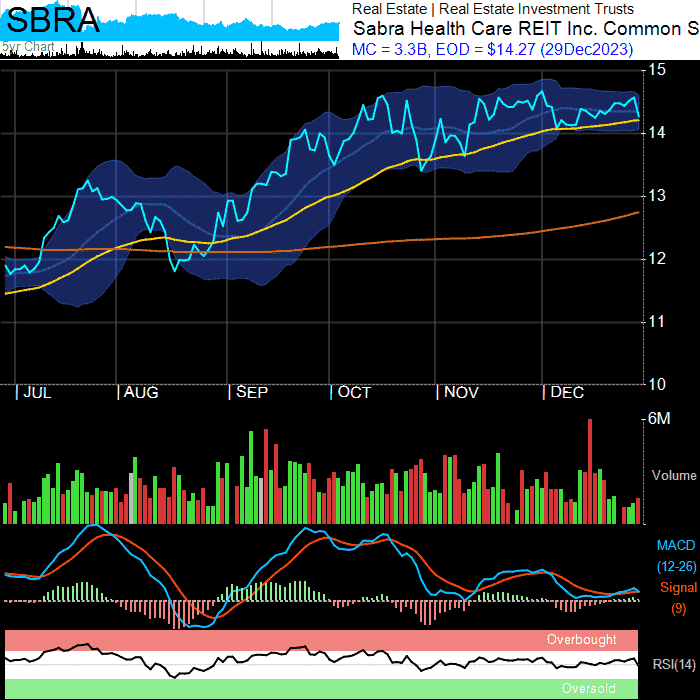 SBRA
Real Estate | Real Estate Investment Trusts
Sabra Health Care REIT Inc. Common S
5yr Chart
MC = 3.3B, EOD = $14.27 (29Dec2023)
15
14
13
12
11
10
| JUL | AUG | SEP | OCT | NOV | DEC
6M
Volume
MACD
(12-26)
Signal
(9)
Overbought
RSI(14)
Oversold